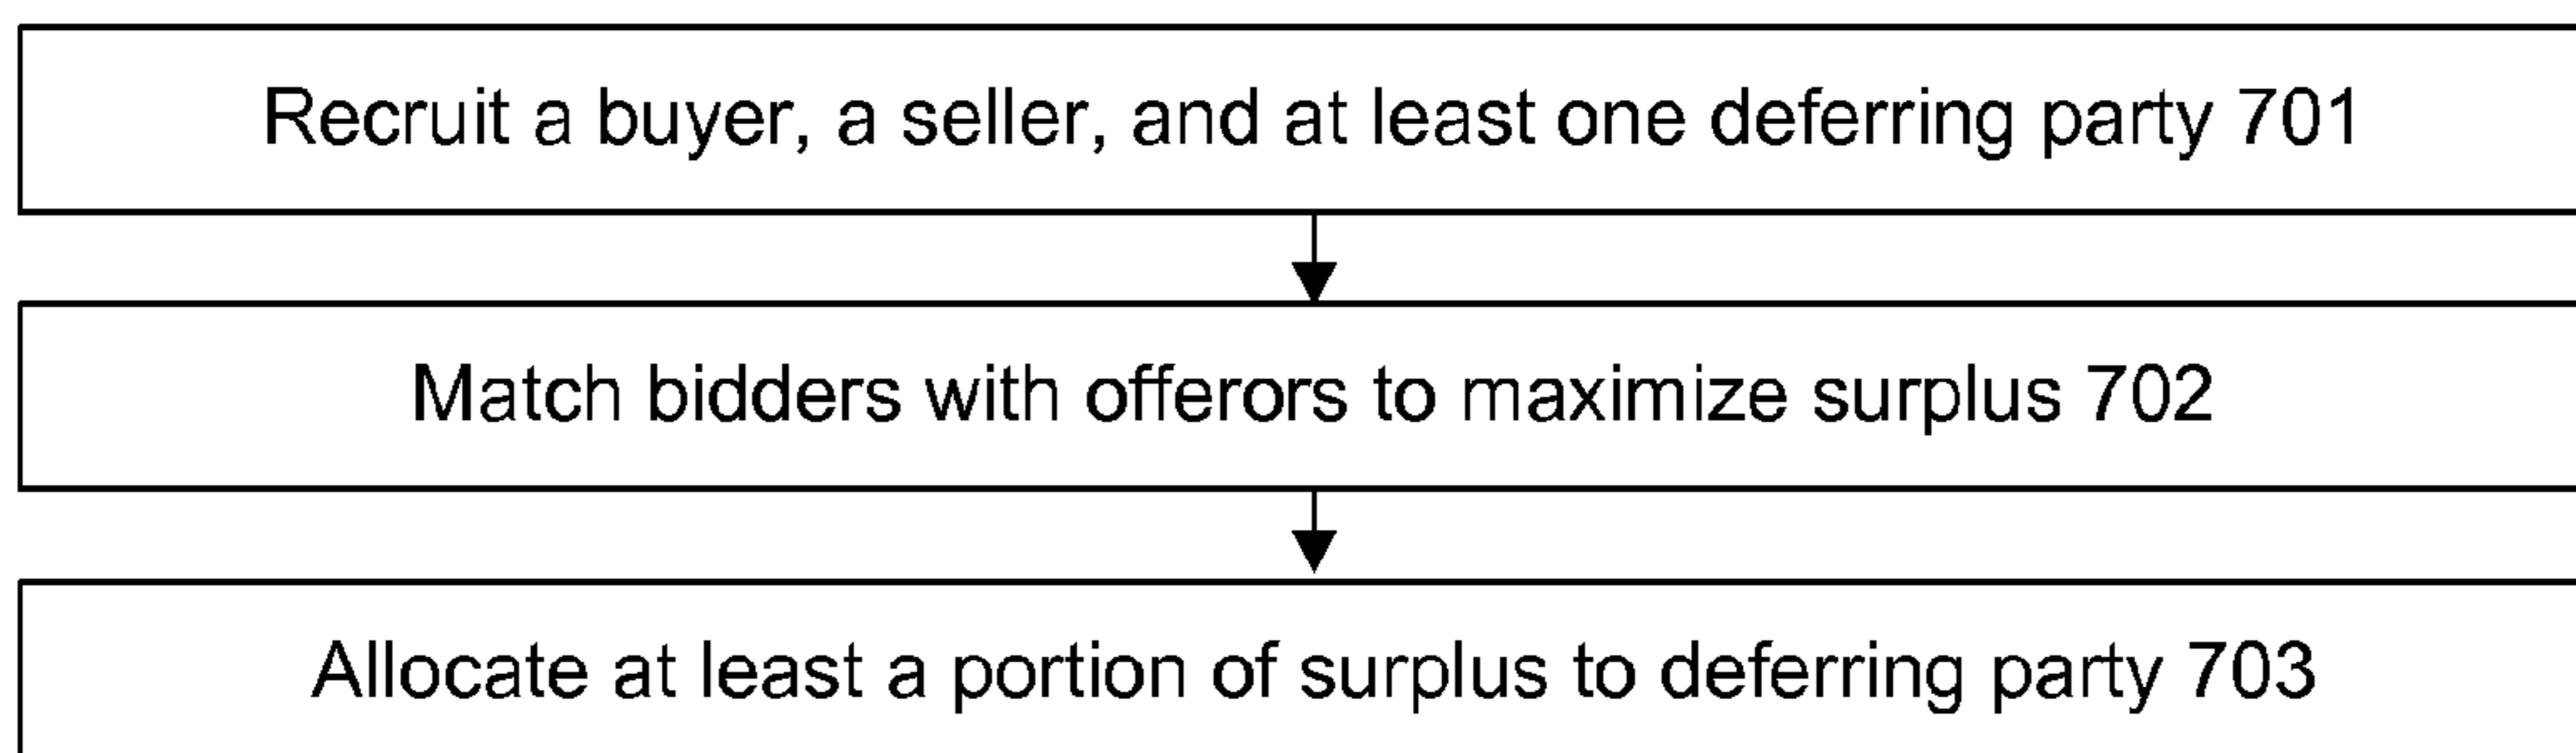 Recruit a buyer, a seller, and at least one deferring party 701
Match bidders with offerors to maximize surplus 702
Allocate at least a portion of surplus to deferring party 703